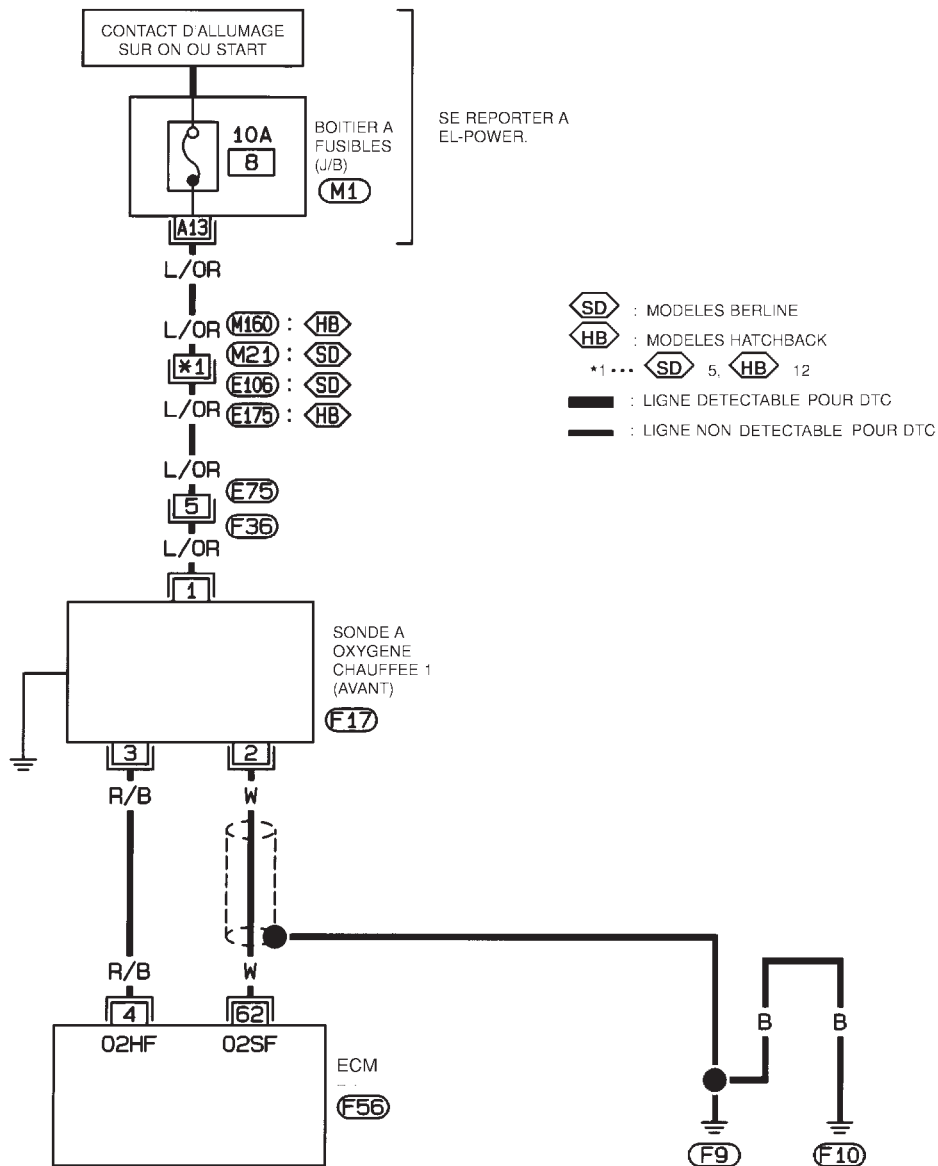 CONTACT D'ALLUMAGE
SUR ON OU START
10A
8
BOITIER A
FUSIBLES
(J/B)
M1
SE REPORTER A
EL-POWER.
A13
L/OR
L/OR
M160 : HB
*1
M21 : SD
E106 : SD
L/OR
E175 : HB
SD : MODELES BERLINE
HB : MODELES HATCHBACK
*1 ••• SD 5, HB 12
: LIGNE DETECTABLE POUR DTC
: LIGNE NON DETECTABLE POUR DTC
L/OR
E75
5
F36
L/OR
1
SONDE A
OXYGENE
CHAUFFEE 1
(AVANT)
F17
3 2
R/B W
R/B W
4 62
O2HF O2SF
ECM
F56
B B
F9 F10